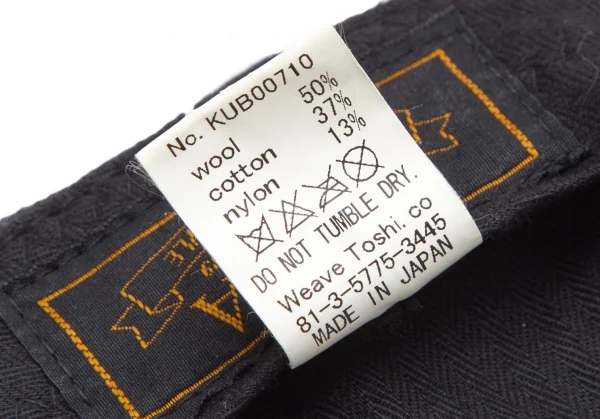 No. KUB00710
wool 50%
cotton 37%
nylon 13%
DO NOT TUMBLE DRY.
Weave Toshi. co
81-3-5775-3445
MADE IN JAPAN